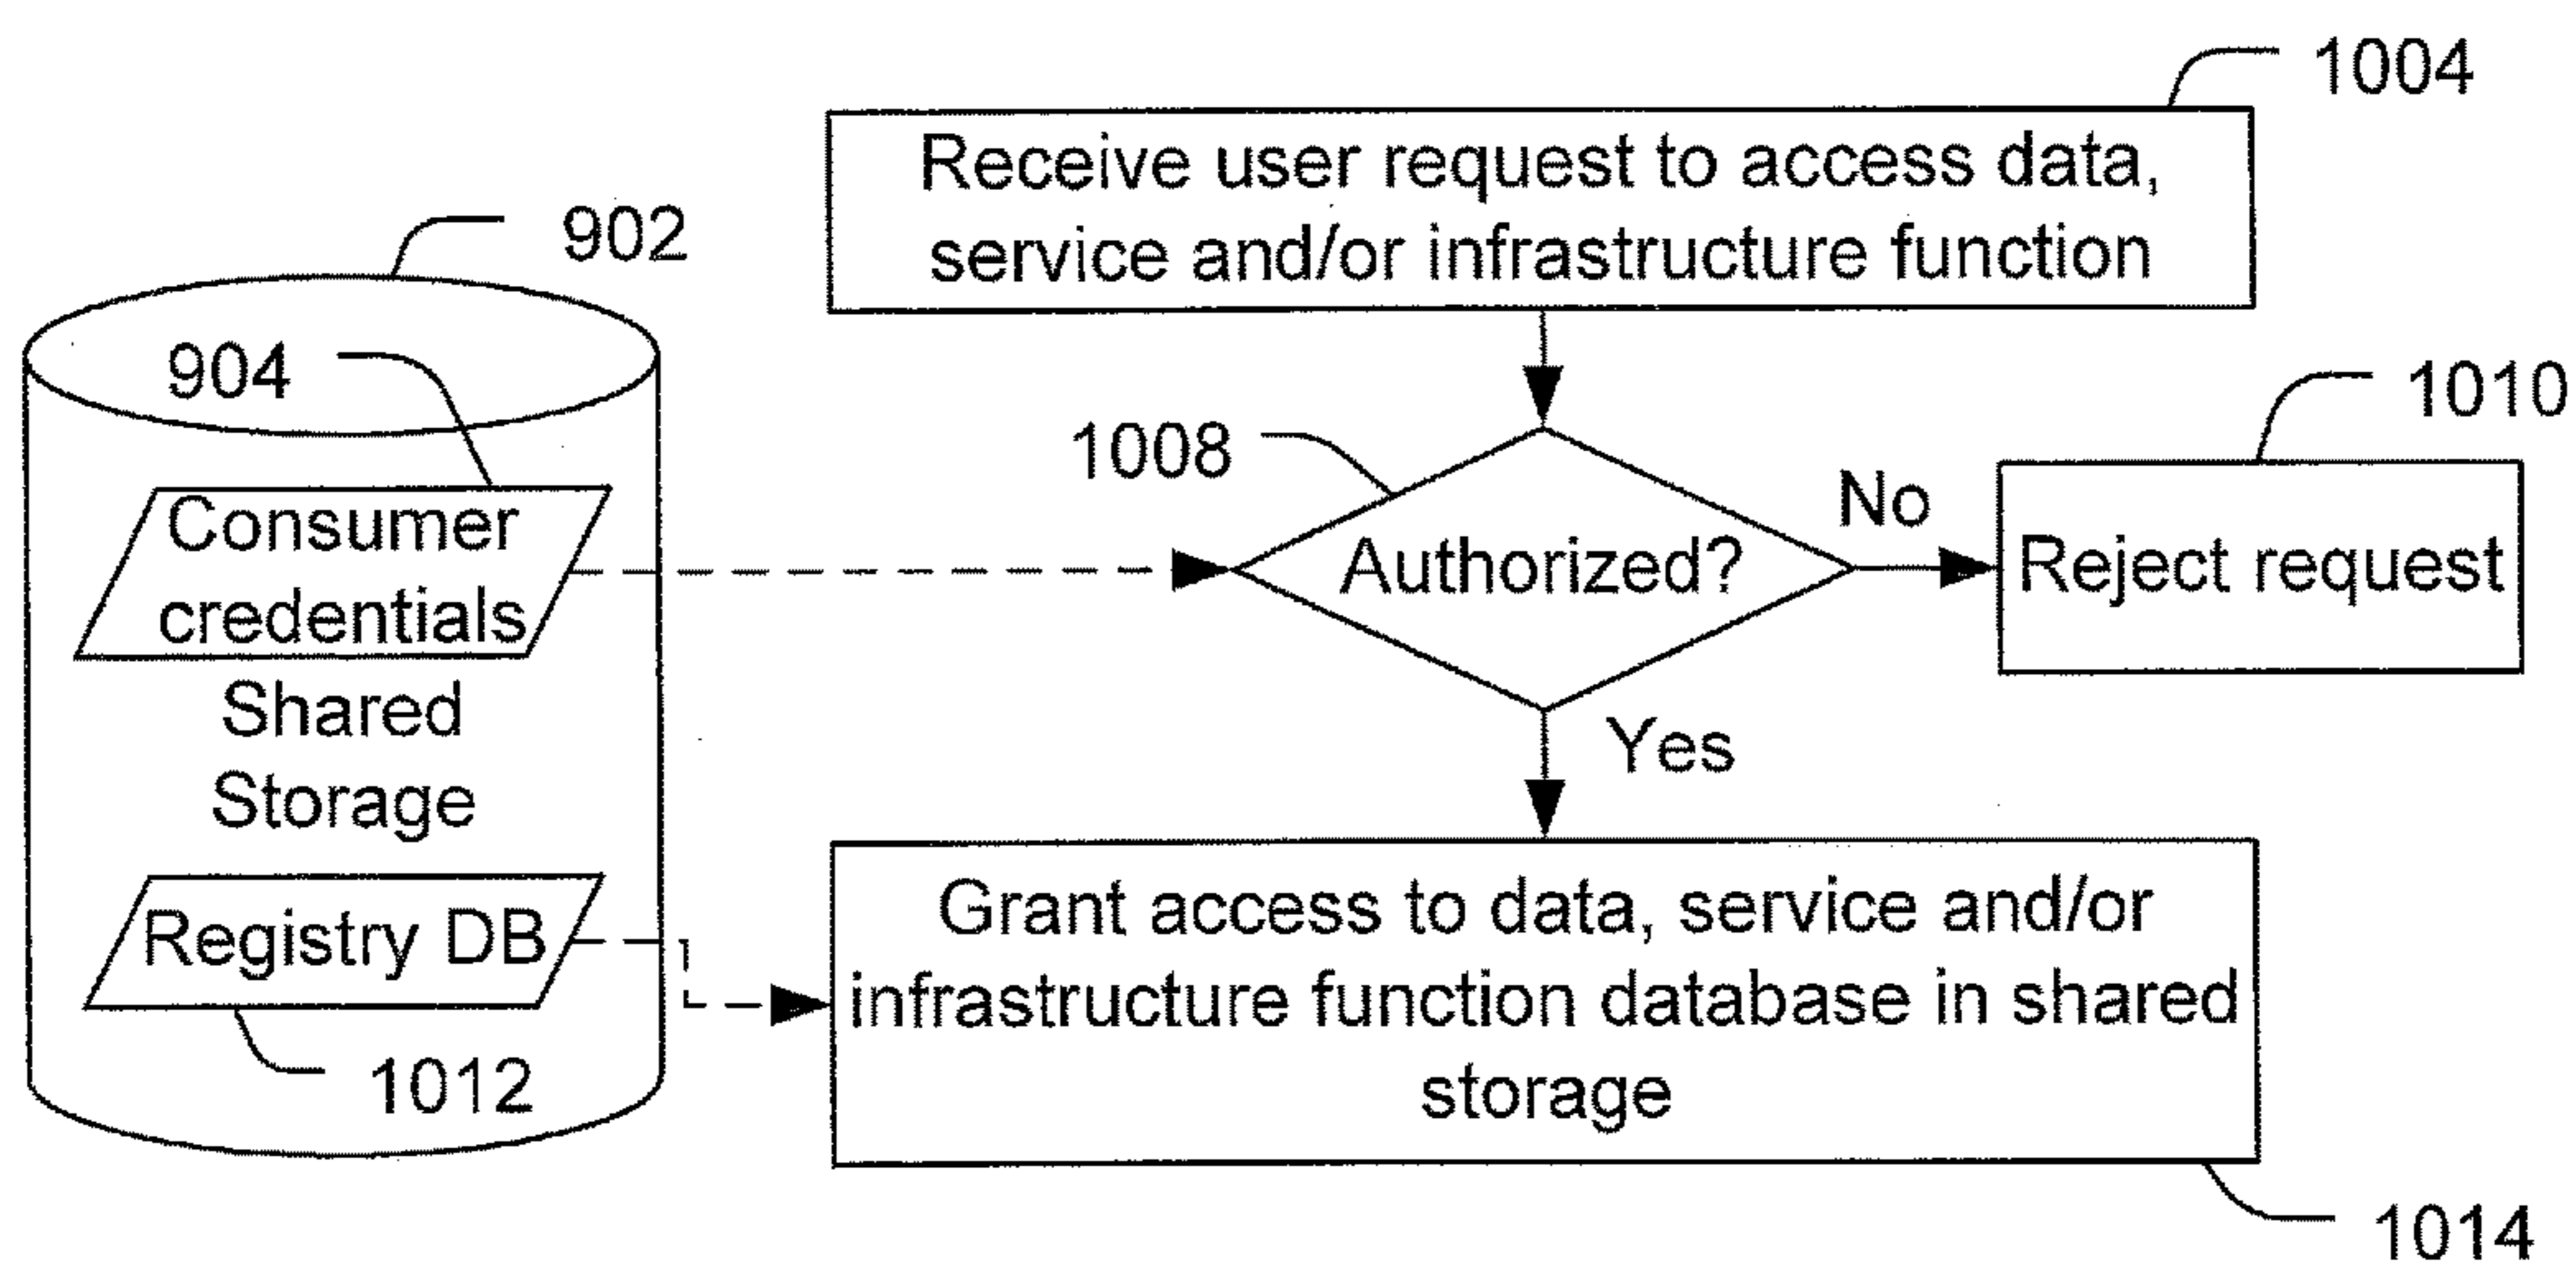 1004
Receive user request to access data,
service and/or infrastructure function
902
904
1010
1008
No
Consumer
credentials
Authorized?
Reject request
Shared
Storage
Yes
Registry DB
Grant access to data, service and/or
infrastructure function database in shared
storage
1012
1014